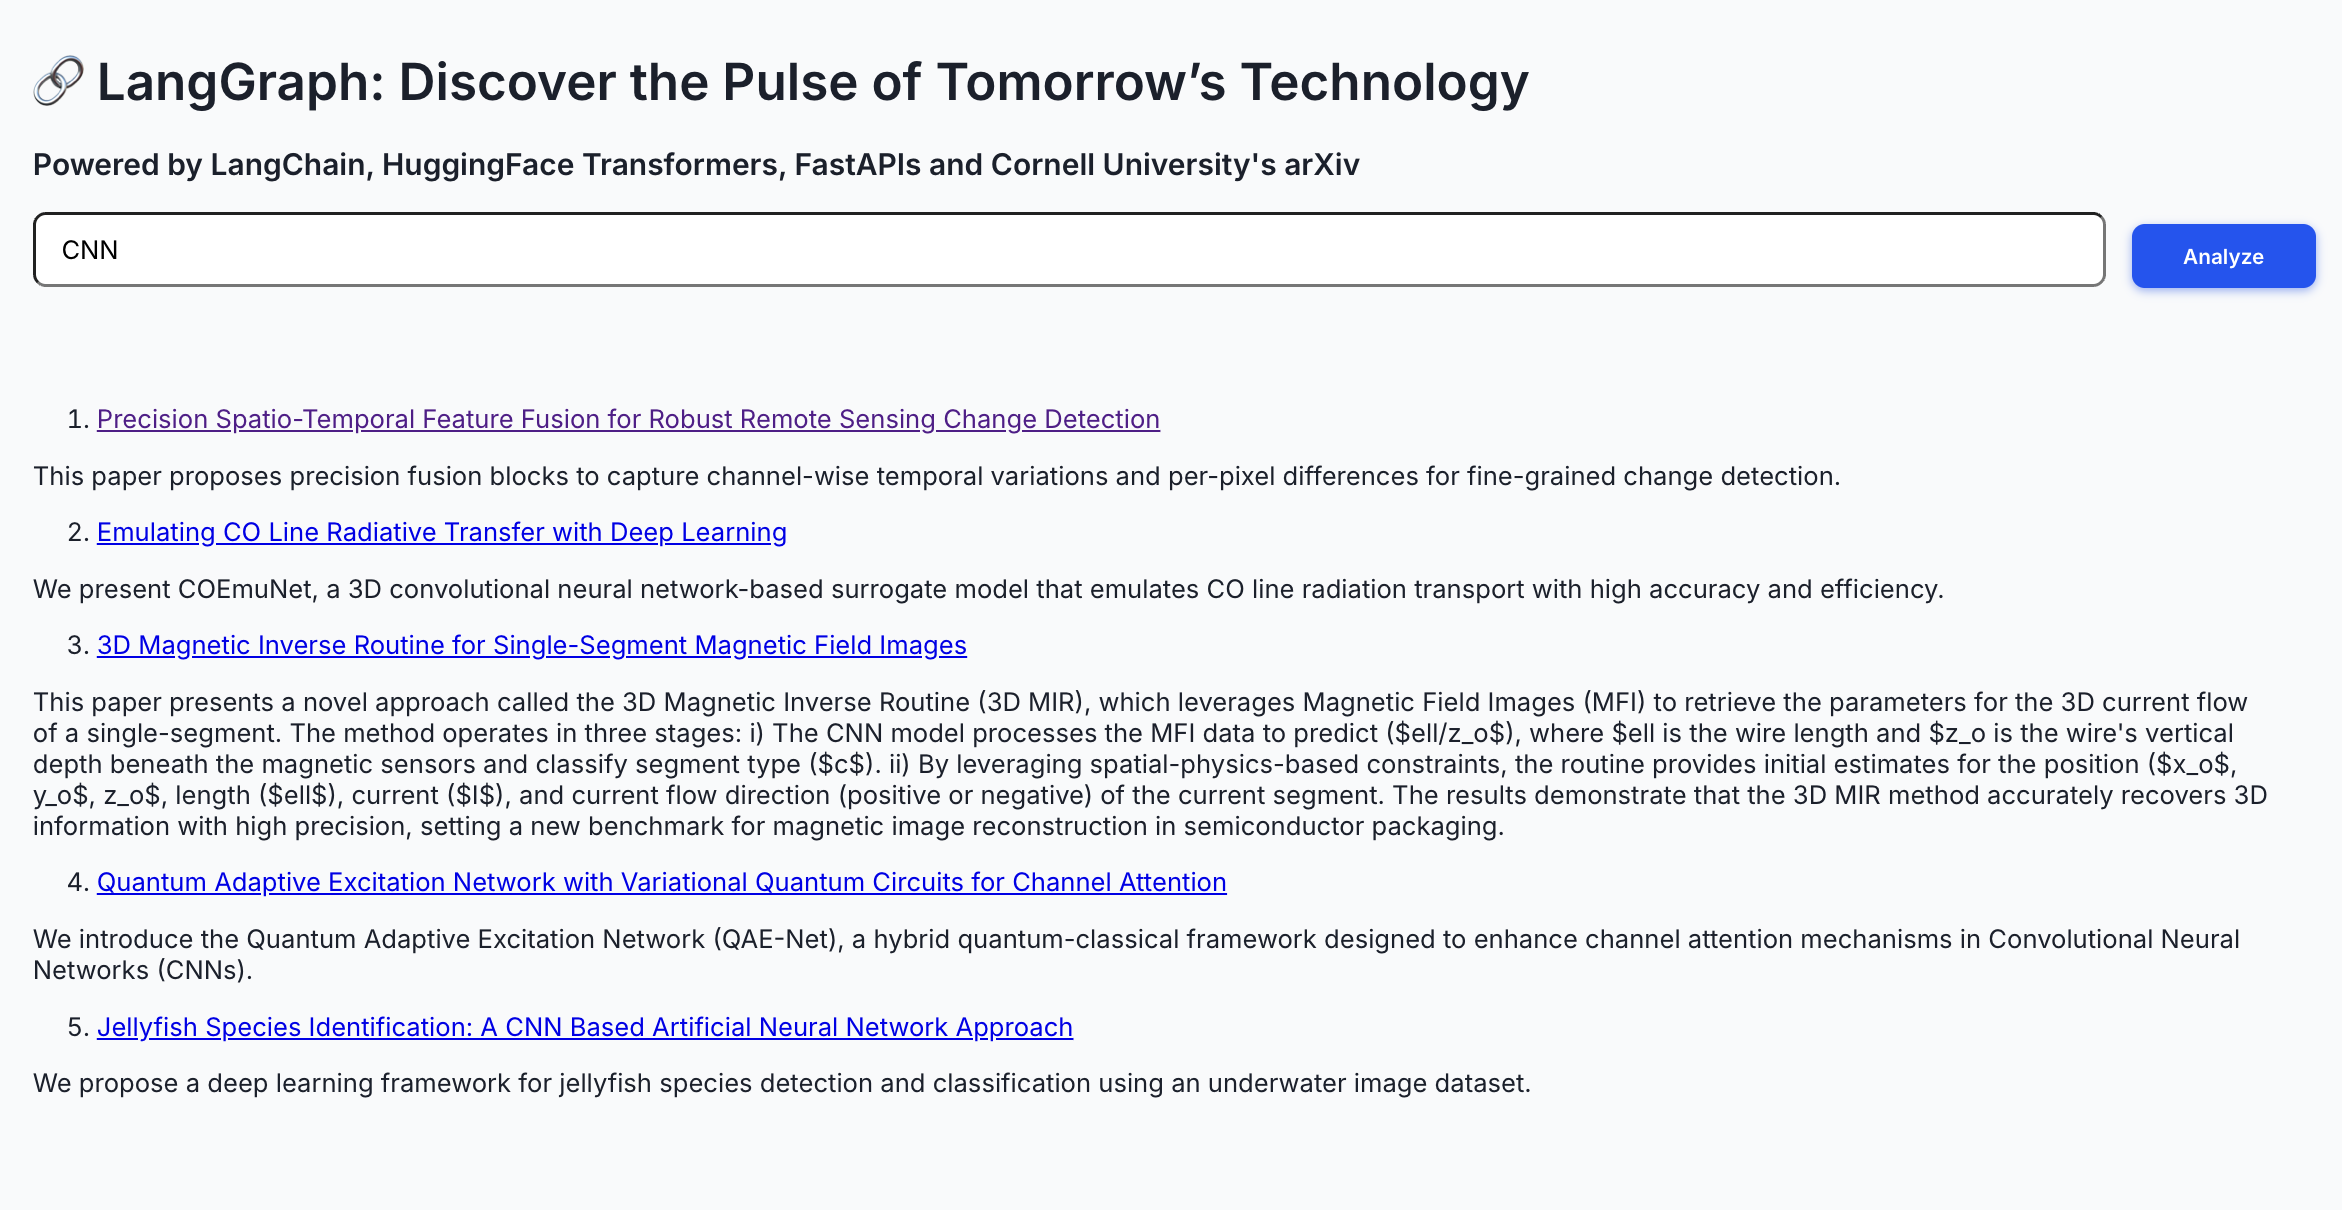 🔗 LangGraph: Discover the Pulse of Tomorrow’s Technology
Powered by LangChain, HuggingFace Transformers, FastAPIs and Cornell University's arXiv
CNN
Analyze
1. Precision Spatio-Temporal Feature Fusion for Robust Remote Sensing Change Detection
This paper proposes precision fusion blocks to capture channel-wise temporal variations and per-pixel differences for fine-grained change detection.
2. Emulating CO Line Radiative Transfer with Deep Learning
We present COEmuNet, a 3D convolutional neural network-based surrogate model that emulates CO line radiation transport with high accuracy and efficiency.
3. 3D Magnetic Inverse Routine for Single-Segment Magnetic Field Images
This paper presents a novel approach called the 3D Magnetic Inverse Routine (3D MIR), which leverages Magnetic Field Images (MFI) to retrieve the parameters for the 3D current flow
of a single-segment. The method operates in three stages: i) The CNN model processes the MFI data to predict ($ell/z_o$), where $ell is the wire length and $z_o is the wire's vertical
depth beneath the magnetic sensors and classify segment type ($c$). ii) By leveraging spatial-physics-based constraints, the routine provides initial estimates for the position ($x_o$,
y_o$, z_o$, length ($ell$), current ($I$), and current flow direction (positive or negative) of the current segment. The results demonstrate that the 3D MIR method accurately recovers 3D
information with high precision, setting a new benchmark for magnetic image reconstruction in semiconductor packaging.
4. Quantum Adaptive Excitation Network with Variational Quantum Circuits for Channel Attention
We introduce the Quantum Adaptive Excitation Network (QAE-Net), a hybrid quantum-classical framework designed to enhance channel attention mechanisms in Convolutional Neural
Networks (CNNs).
5. Jellyfish Species Identification: A CNN Based Artificial Neural Network Approach
We propose a deep learning framework for jellyfish species detection and classification using an underwater image dataset.